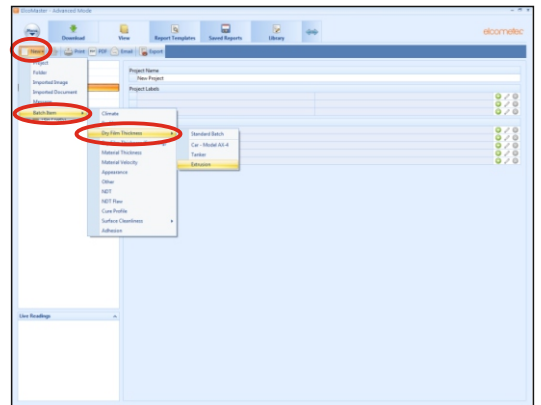 ElcoMaster - Advanced Mode
Download
View
Report Templates
Saved Reports
Library
elcometer
New
Print
PDF
Email
Export
Project
Folder
Imported Image
Imported Document
Batch Item
Project Name
New Project
Project Labels
Climate
Dry Film Thickness
Material Thickness
Material Velocity
Appearance
Other
NDT
NDT Flaw
Cure Profile
Surface Cleanliness
Adhesion
Standard Batch
Car - Model AX-4
Tanker
Extrusion
Live Readings